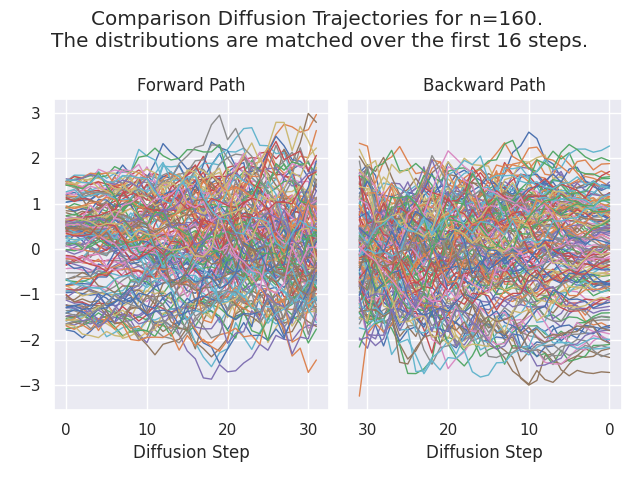 Comparison Diffusion Trajectories for n=160.
The distributions are matched over the first 16 steps.
Forward Path
Backward Path
3
2
1
0
−1
−2
−3
0 10 20 30
30 20 10 0
Diffusion Step
Diffusion Step